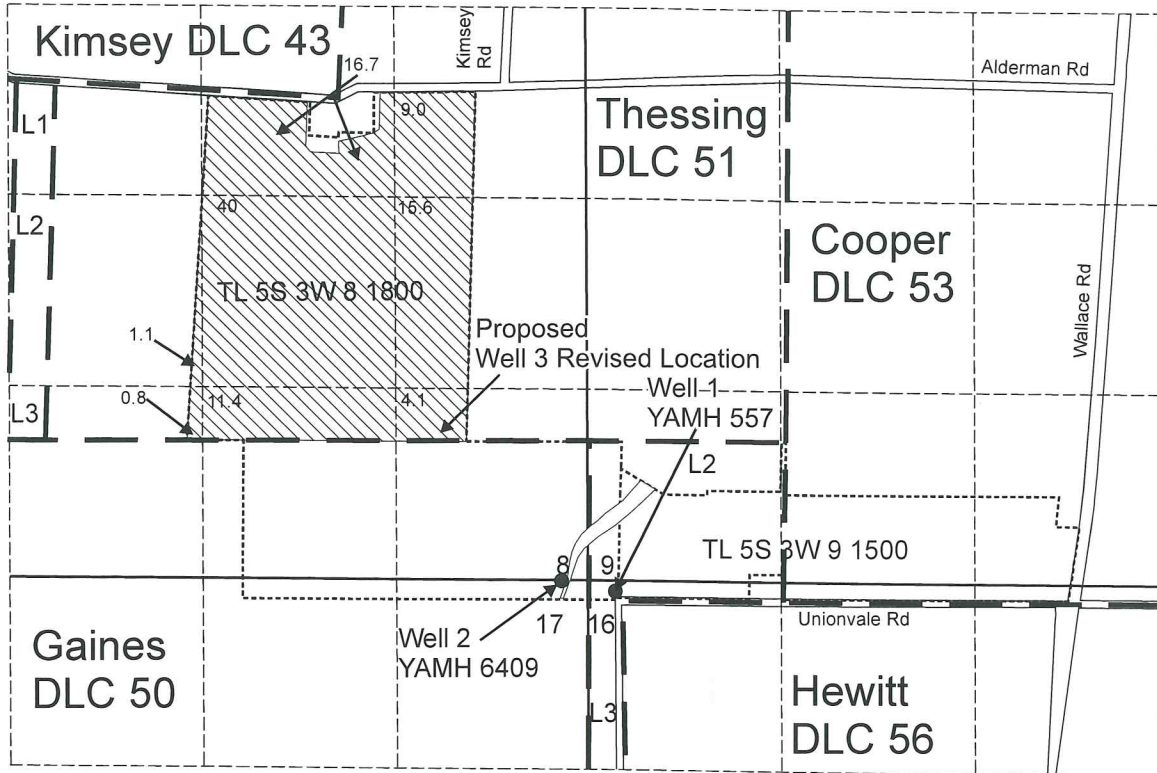 Kimsey DLC 43
Kimsey
Rd
16.7
Alderman Rd
L1
9.0
Thessing
DLC 51
L2
40
15.6
Cooper
DLC 53
TL 5S 3W 8 1800
Wallace Rd
1.1
Proposed
Well 3 Revised Location
Well 1
YAMH 557
0.8
L3
11.4
4.1
L2
TL 5S 3W 9 1500
8
9
17
16
Unionvale Rd
Well 2
YAMH 6409
Gaines
DLC 50
L3
Hewitt
DLC 56